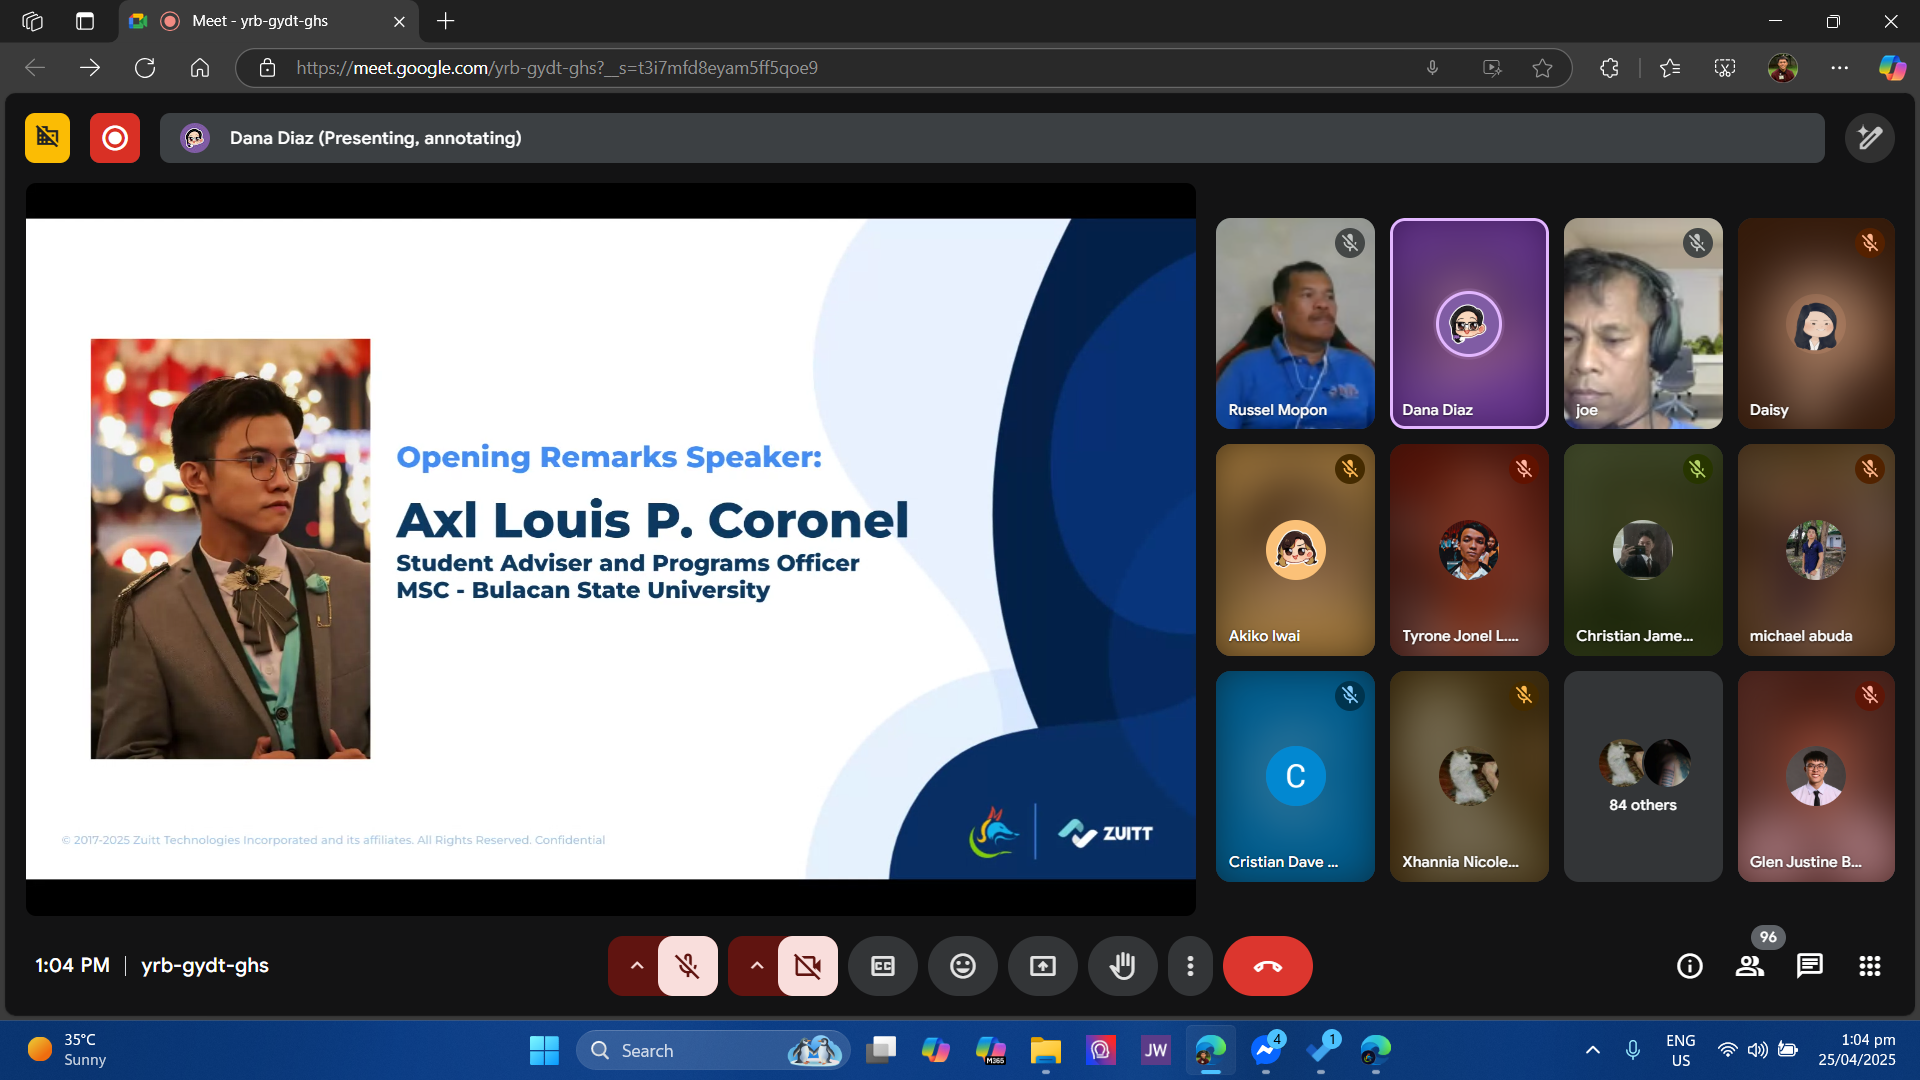 Meet - yrb-gydt-ghs
https://meet.google.com/yrb-gydt-ghs?__s=t3i7mfd8eyam5ff5qoe9
Dana Diaz (Presenting, annotating)
Opening Remarks Speaker:
Axl Louis P. Coronel
Student Adviser and Programs Officer
MSC - Bulacan State University
© 2017-2025 Zuitt Technologies Incorporated and its affiliates. All Rights Reserved. Confidential
ZUITT
Russel Mopon
Dana Diaz
joe
Daisy
Akiko Iwai
Tyrone Jonel L....
Christian Jame...
michael abuda
C
Cristian Dave ...
Xhannia Nicole...
84 others
Glen Justine B...
1:04 PM
yrb-gydt-ghs
CC
96
35°C
Sunny
Search
M365
JW
4
1
ENG
US
1:04 pm
25/04/2025